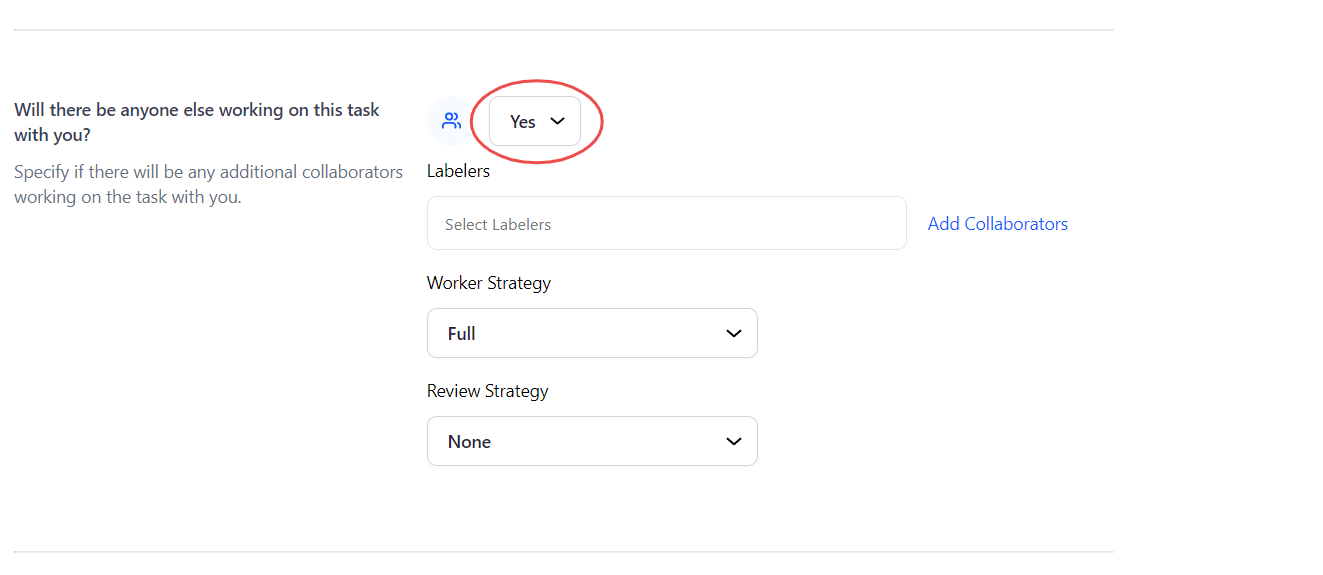 Will there be anyone else working on this task
with you?
Specify if there will be any additional collaborators
working on the task with you.
Yes
Labelers
Select Labelers
Add Collaborators
Worker Strategy
Full
Review Strategy
None